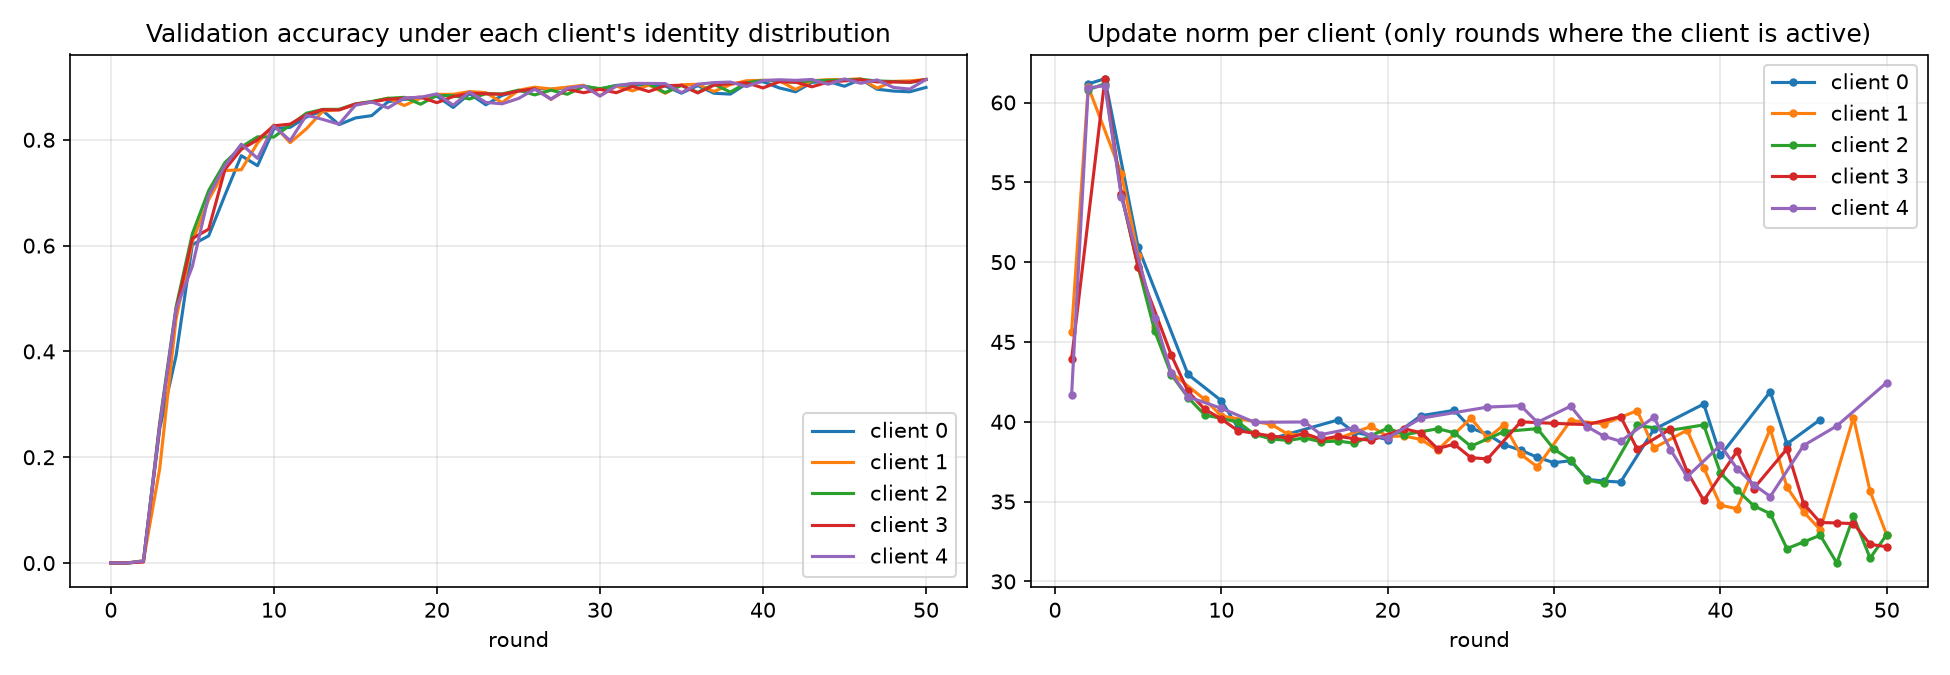 Validation accuracy under each client's identity distribution
0.8
0.6
0.4
0.2
0.0
0 10 20 30 40 50
round
client 0
client 1
client 2
client 3
client 4
Update norm per client (only rounds where the client is active)
60
55
50
45
40
35
30
0 10 20 30 40 50
round
client 0
client 1
client 2
client 3
client 4